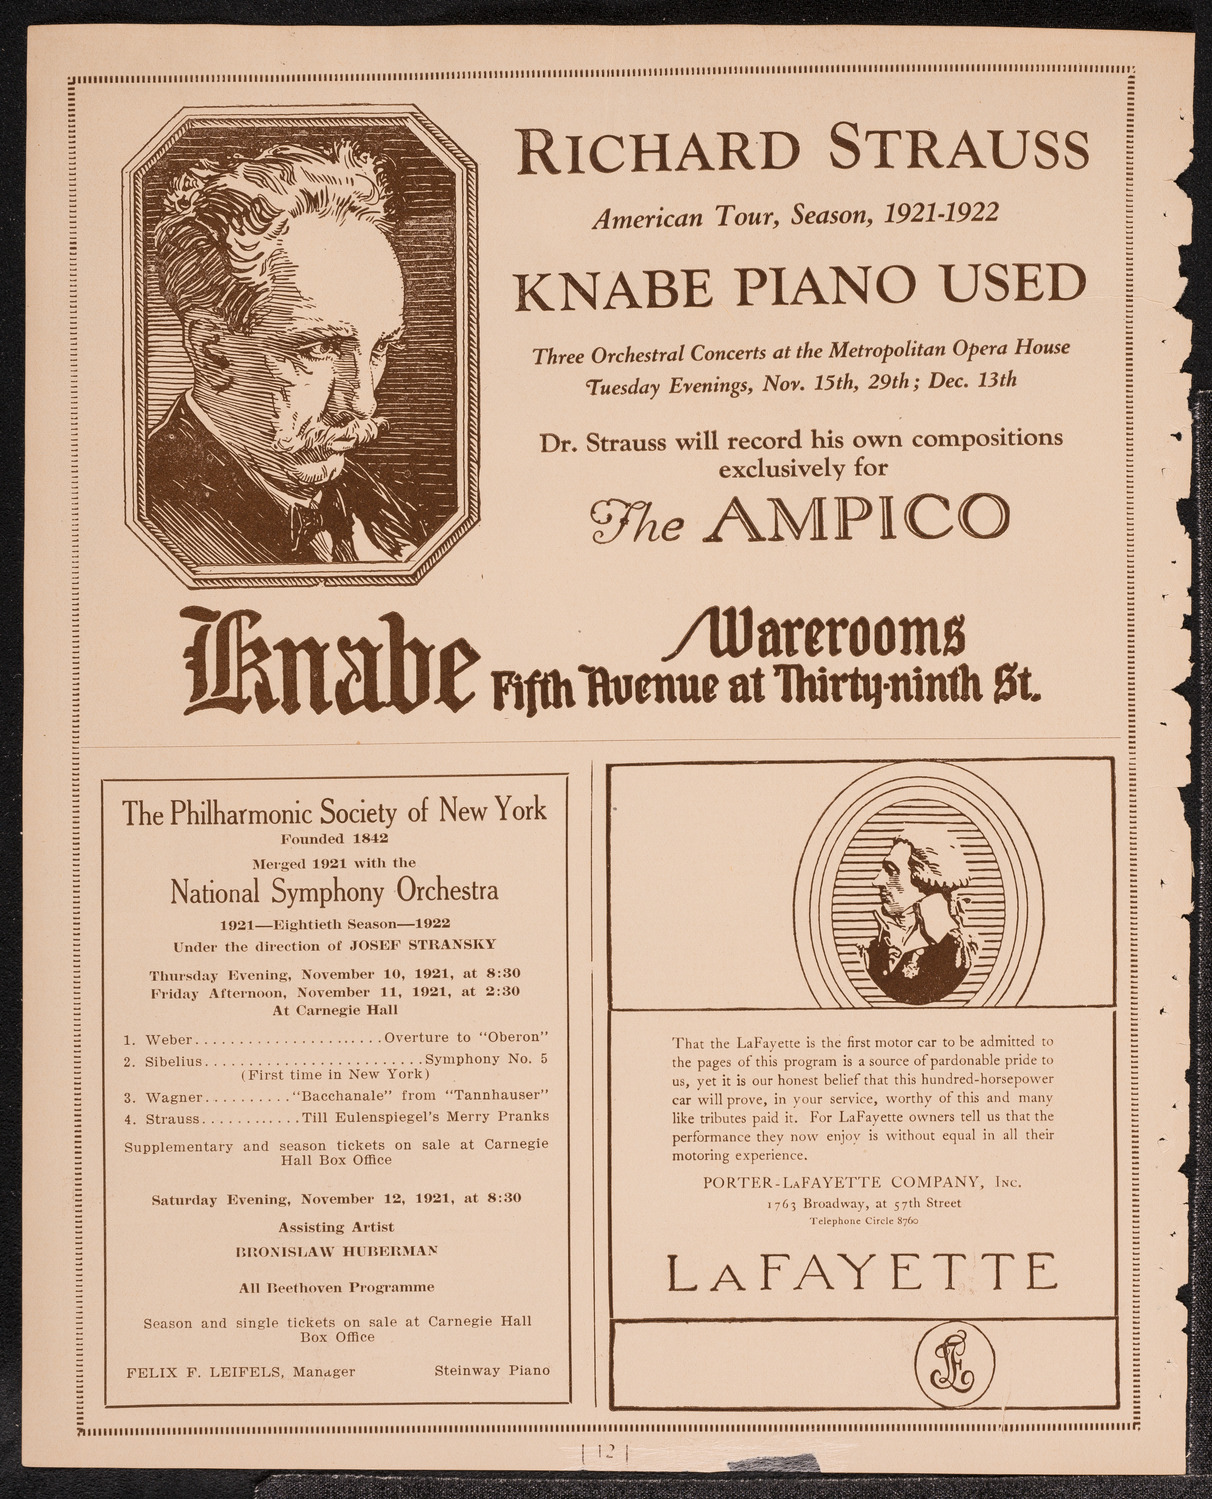 RICHARD STRAUSS
American Tour, Season, 1921-1922
KNABE PIANO USED
Three Orchestral Concerts at the Metropolitan Opera House
Tuesday Evenings, Nov. 15th, 29th; Dec. 13th
Dr. Strauss will record his own compositions
exclusively for
The AMPICO
Knabe
Warerooms
Fifth Avenue at Thirty-ninth St.
The Philharmonic Society of New York
Founded 1842
Merged 1921 with the
National Symphony Orchestra
1921—Eightieth Season—1922
Under the direction of JOSEF STRANSKY
Thursday Evening, November 10, 1921, at 8:30
Friday Afternoon, November 11, 1921, at 2:30
At Carnegie Hall
1. Weber......................Overture to "Oberon"
2. Sibelius.........................Symphony No. 5
(First time in New York)
3. Wagner.........."Bacchanale" from "Tannhauser"
4. Strauss............Till Eulenspiegel's Merry Pranks
Supplementary and season tickets on sale at Carnegie
Hall Box Office
Saturday Evening, November 12, 1921, at 8:30
Assisting Artist
BRONISLAW HUBERMAN
All Beethoven Programme
Season and single tickets on sale at Carnegie Hall
Box Office
FELIX F. LEIFELS, Manager Steinway Piano
That the LaFayette is the first motor car to be admitted to
the pages of this program is a source of pardonable pride to
us, yet it is our honest belief that this hundred-horsepower
car will prove, in your service, worthy of this and many
like tributes paid it. For LaFayette owners tell us that the
performance they now enjoy is without equal in all their
motoring experience.
PORTER-LAFAYETTE COMPANY, INC.
1763 Broadway, at 57th Street
Telephone Circle 8760
LAFAYETTE
[ 12 ]